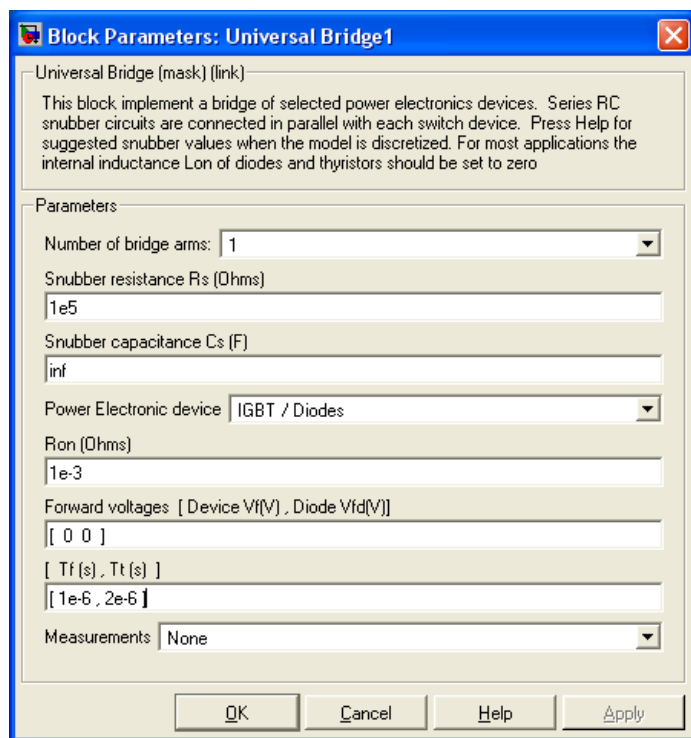 Block Parameters: Universal Bridge1
Universal Bridge (mask) (link)
This block implement a bridge of selected power electronics devices.  Series RC
snubber circuits are connected in parallel with each switch device.  Press Help for
suggested snubber values when the model is discretized. For most applications the
internal inductance Lon of diodes and thyristors should be set to zero
Parameters
Number of bridge arms: 1
Snubber resistance Rs (Ohms)
1e5
Snubber capacitance Cs (F)
inf
Power Electronic device IGBT / Diodes
Ron (Ohms)
1e-3
Forward voltages  [ Device Vf(V) , Diode Vfd(V)]
[ 0 0 ]
[ Tf (s) , Tt (s) ]
[ 1e-6 , 2e-6 ]
Measurements None
OK Cancel Help Apply